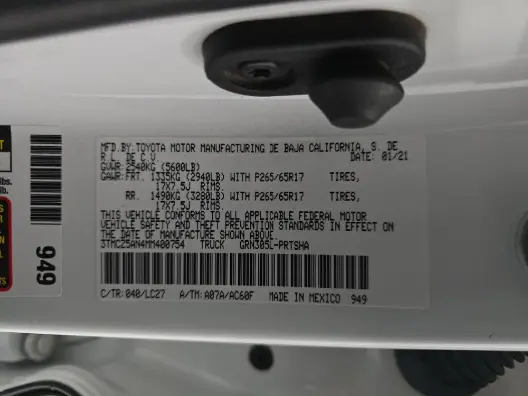 MFD.BY:TOYOTA MOTOR MANUFACTURING DE BAJA CALIFORNIA, S. DE
R.L. DE C.V. DATE: 01/21
GVWR:2540KG (5600LB)
GAWR:FRT. 1335KG (2940LB) WITH P265/65R17 TIRES,
17X7.5J RIMS.
RR. 1490KG (3280LB) WITH P265/65R17 TIRES,
17X7.5J RIMS.
THIS VEHICLE CONFORMS TO ALL APPLICABLE FEDERAL MOTOR
VEHICLE SAFETY AND THEFT PREVENTION STANDARDS IN EFFECT ON
THE DATE OF MANUFACTURE SHOWN ABOVE.
3TMCZ5AN4MM400754 TRUCK GRN305L-PRTSHA
C/TR:040/LC27 A/TM:A07A/AC60F MADE IN MEXICO 949
949
lbs.
lb.